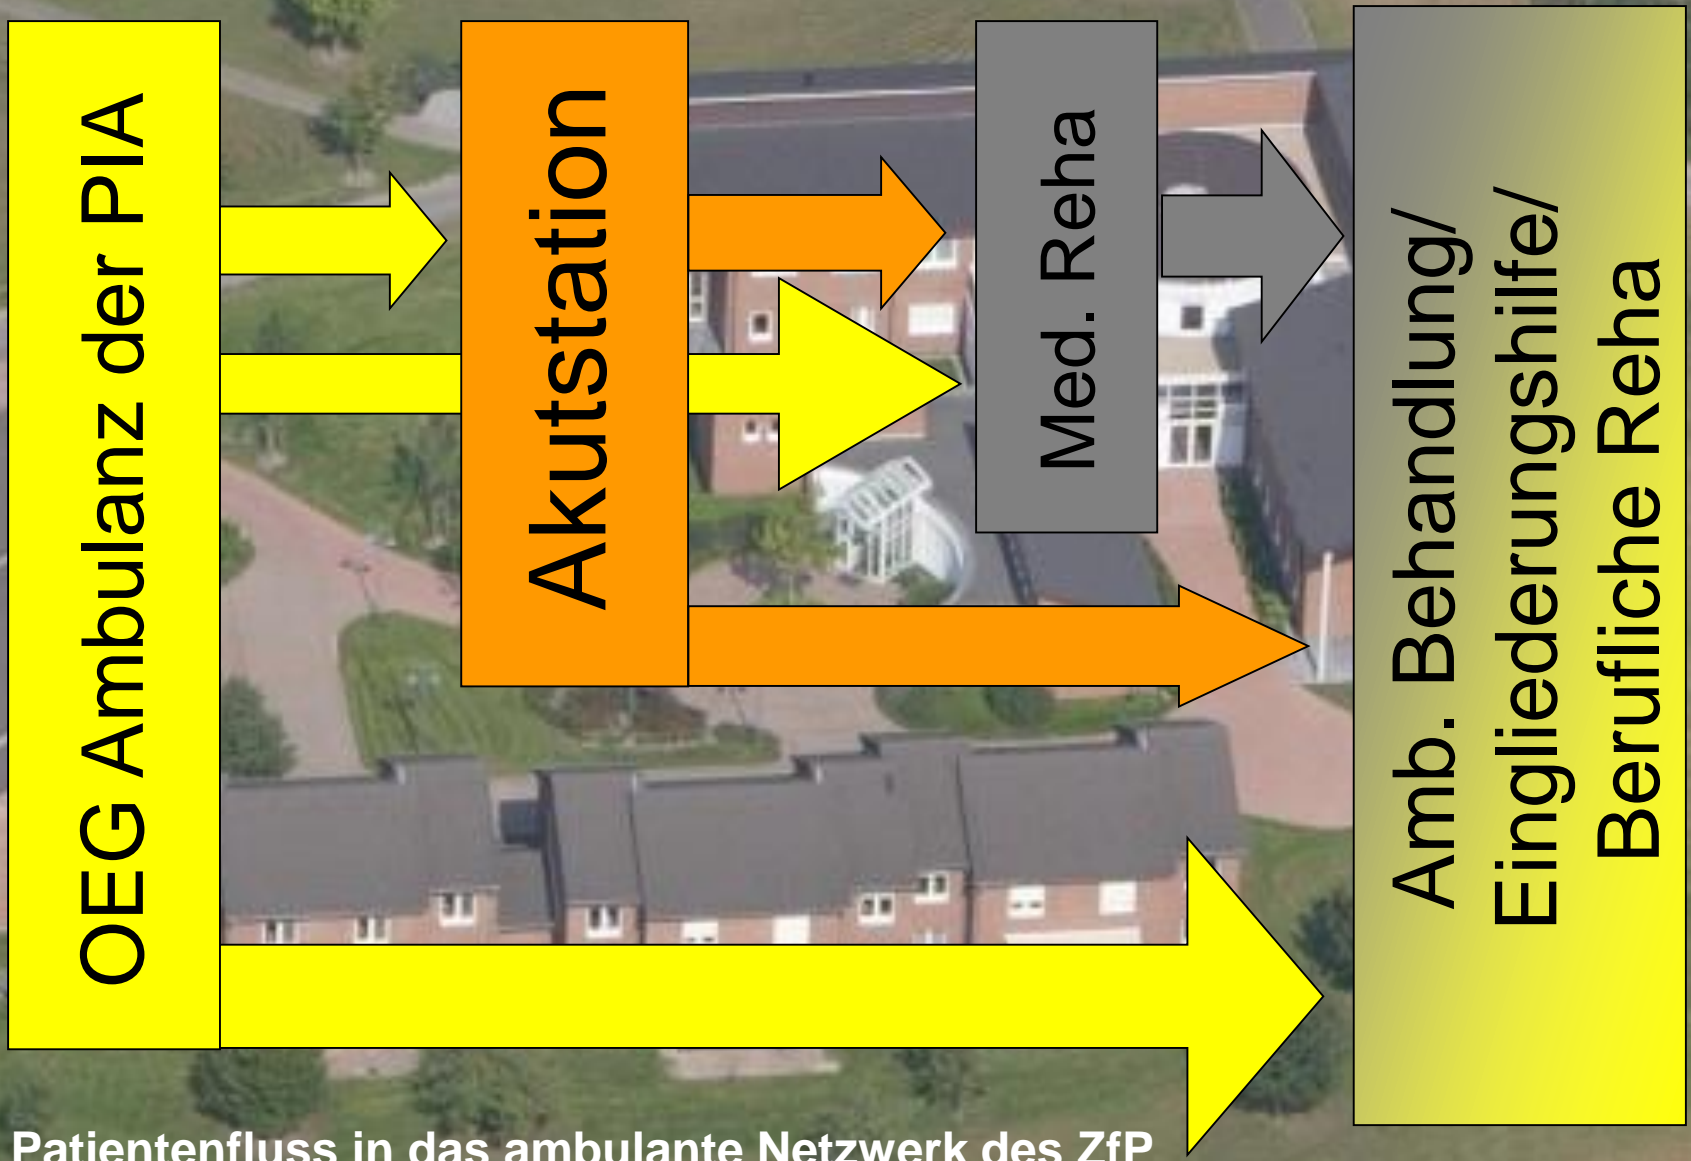 OEG Ambulanz der PIA
Akutstation
Med. Reha
Amb. Behandlung/
Eingliederungshilfe/
Berufliche Reha
Patientenfluss in das ambulante Netzwerk des ZfP